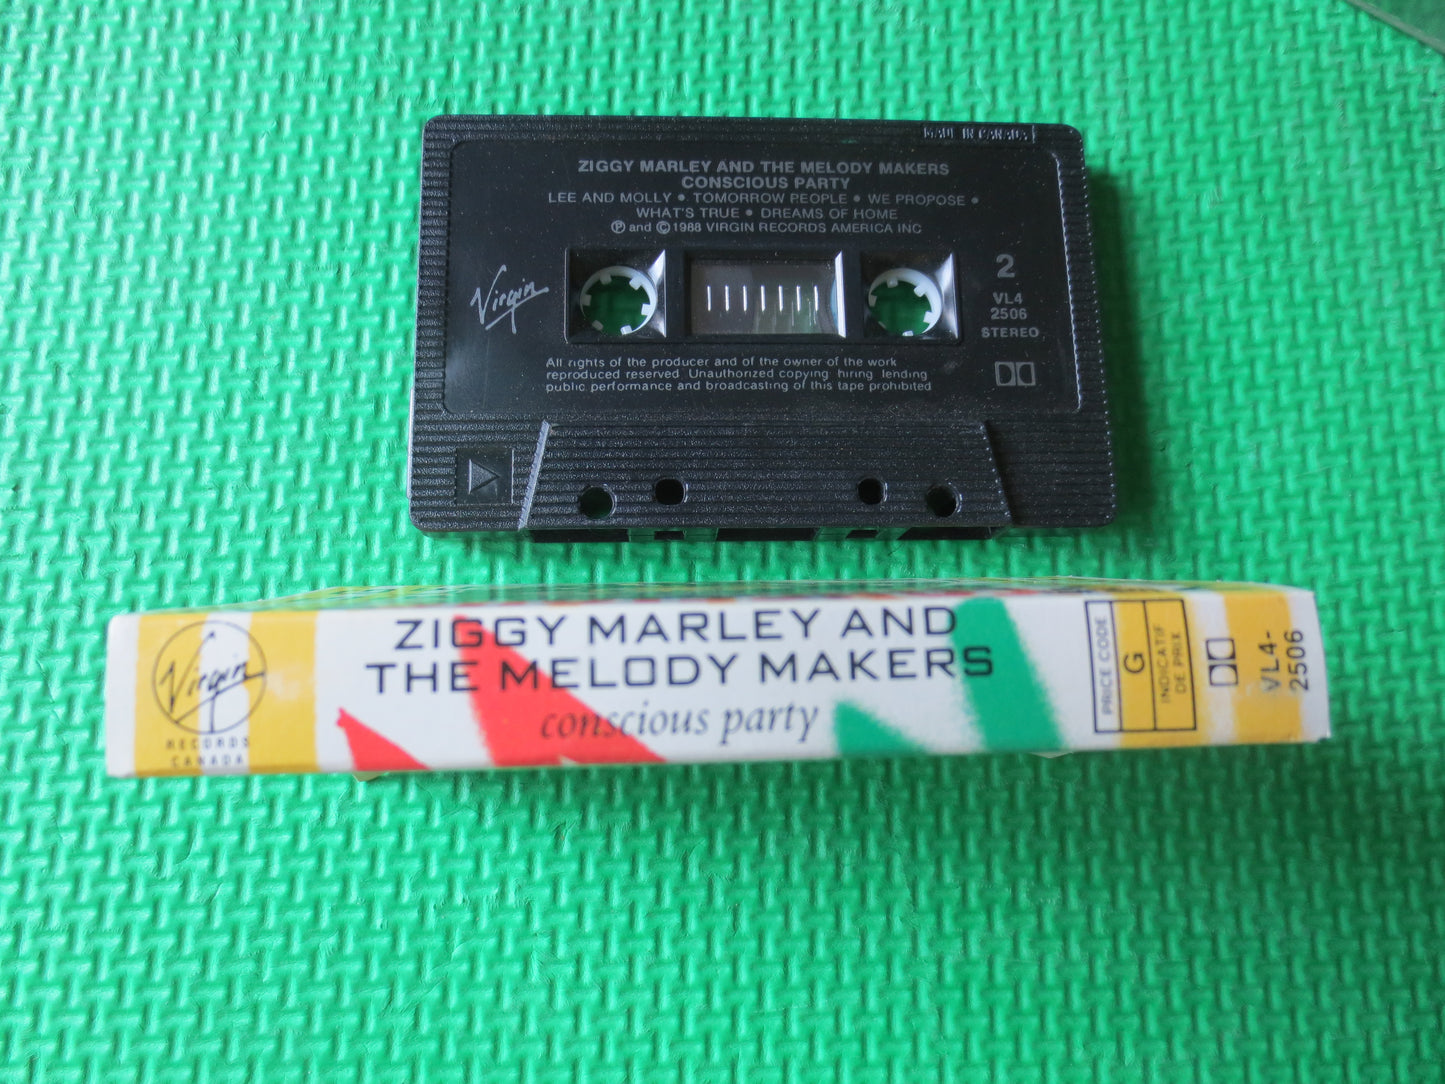 MADE IN CANADA
ZIGGY MARLEY AND THE MELODY MAKERS
CONSCIOUS PARTY
LEE AND MOLLY • TOMORROW PEOPLE • WE PROPOSE •
WHAT'S TRUE • DREAMS OF HOME
℗ and © 1988 VIRGIN RECORDS AMERICA INC
Virgin
2
VL4
2506
STEREO
All rights of the producer and of the owner of the work
reproduced reserved. Unauthorized copying, hiring, lending
public performance and broadcasting of this tape prohibited
Virgin
RECORDS
CANADA
ZIGGY MARLEY AND
THE MELODY MAKERS
conscious party
PRICE CODE
G
INDICATIF
DE PRIX
VL4-
2506